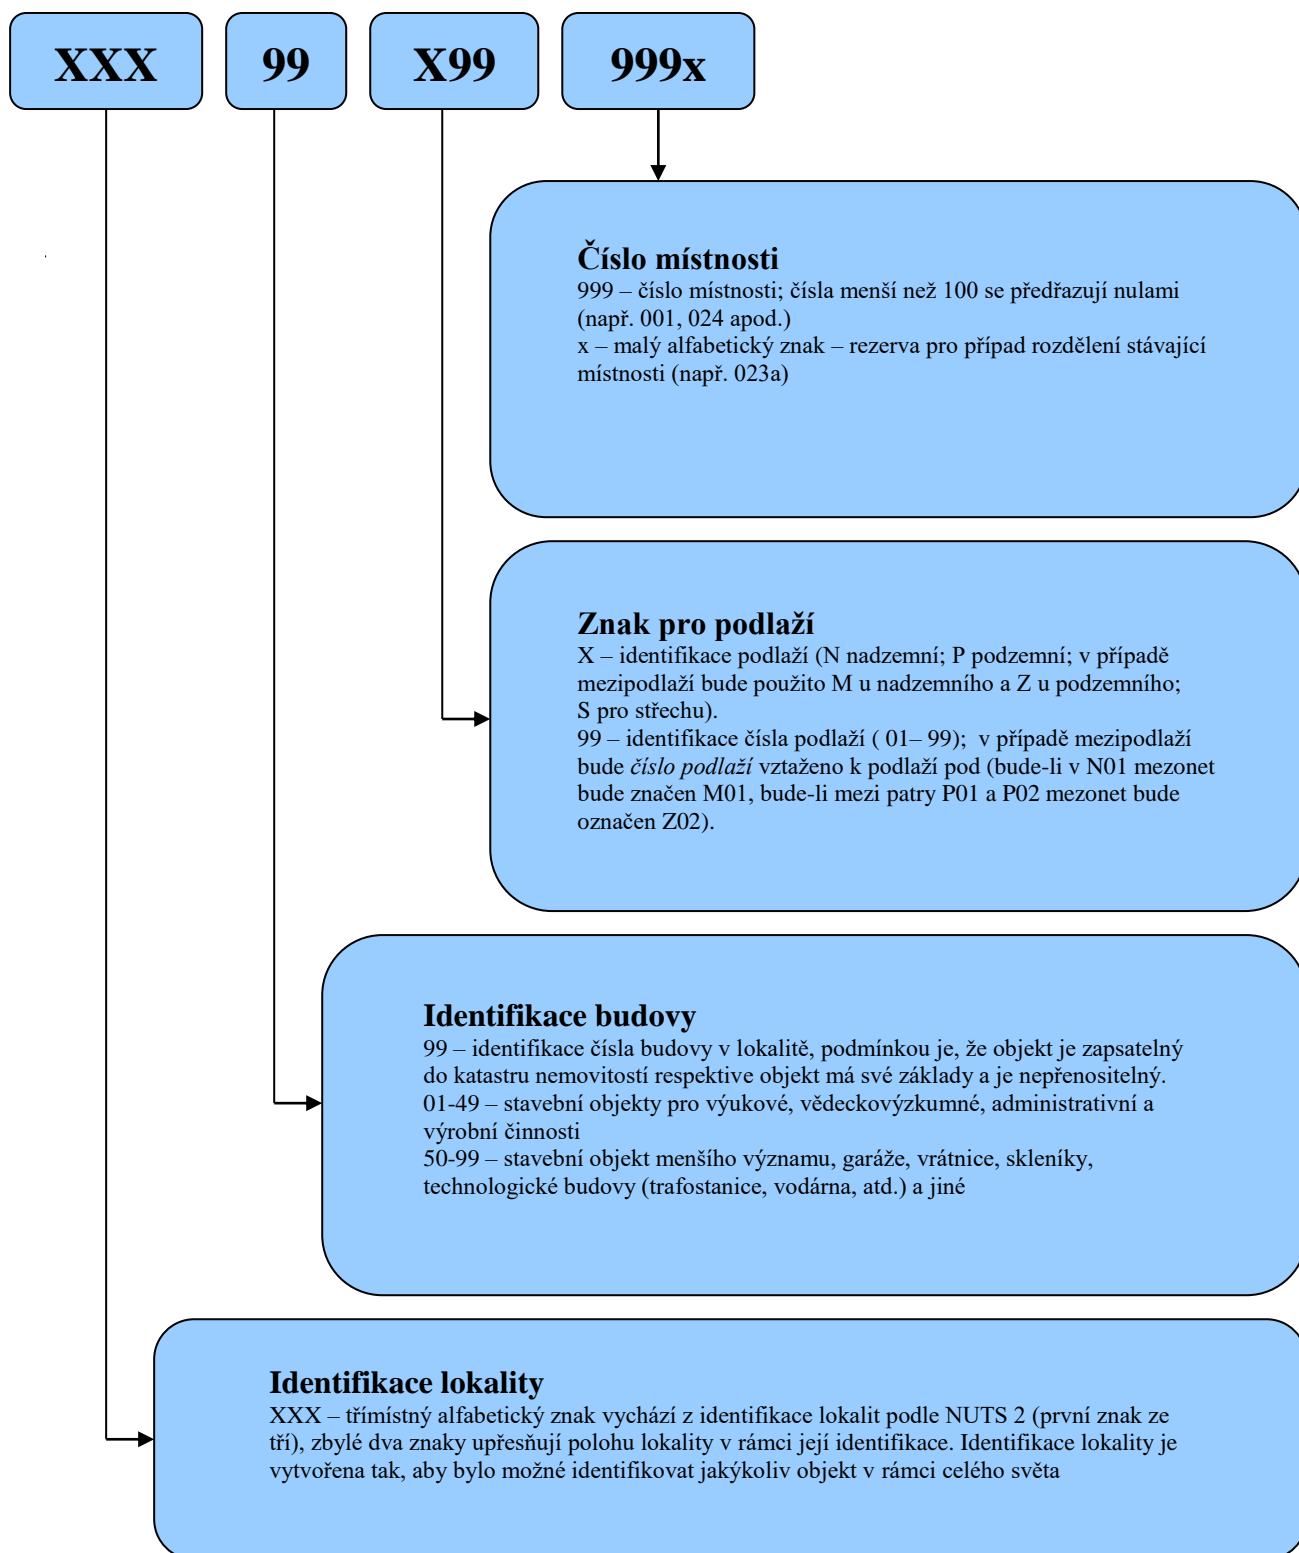 XXX 99 X99 999x
Číslo místnosti
999 – číslo místnosti; čísla menší než 100 se předřazují nulami
(např. 001, 024 apod.)
x – malý alfabetický znak – rezerva pro případ rozdělení stávající
místnosti (např. 023a)
Znak pro podlaží
X – identifikace podlaží (N nadzemní; P podzemní; v případě
mezipodlaží bude použito M u nadzemního a Z u podzemního;
S pro střechu).
99 – identifikace čísla podlaží ( 01– 99);  v případě mezipodlaží
bude číslo podlaží vztaženo k podlaží pod (bude-li v N01 mezonet
bude značen M01, bude-li mezi patry P01 a P02 mezonet bude
označen Z02).
Identifikace budovy
99 – identifikace čísla budovy v lokalitě, podmínkou je, že objekt je zapsatelný
do katastru nemovitostí respektive objekt má své základy a je nepřenositelný.
01-49 – stavební objekty pro výukové, vědeckovýzkumné, administrativní a
výrobní činnosti
50-99 – stavební objekt menšího významu, garáže, vrátnice, skleníky,
technologické budovy (trafostanice, vodárna, atd.) a jiné
Identifikace lokality
XXX – třímístný alfabetický znak vychází z identifikace lokalit podle NUTS 2 (první znak ze
tří), zbylé dva znaky upřesňují polohu lokality v rámci její identifikace. Identifikace lokality je
vytvořena tak, aby bylo možné identifikovat jakýkoliv objekt v rámci celého světa